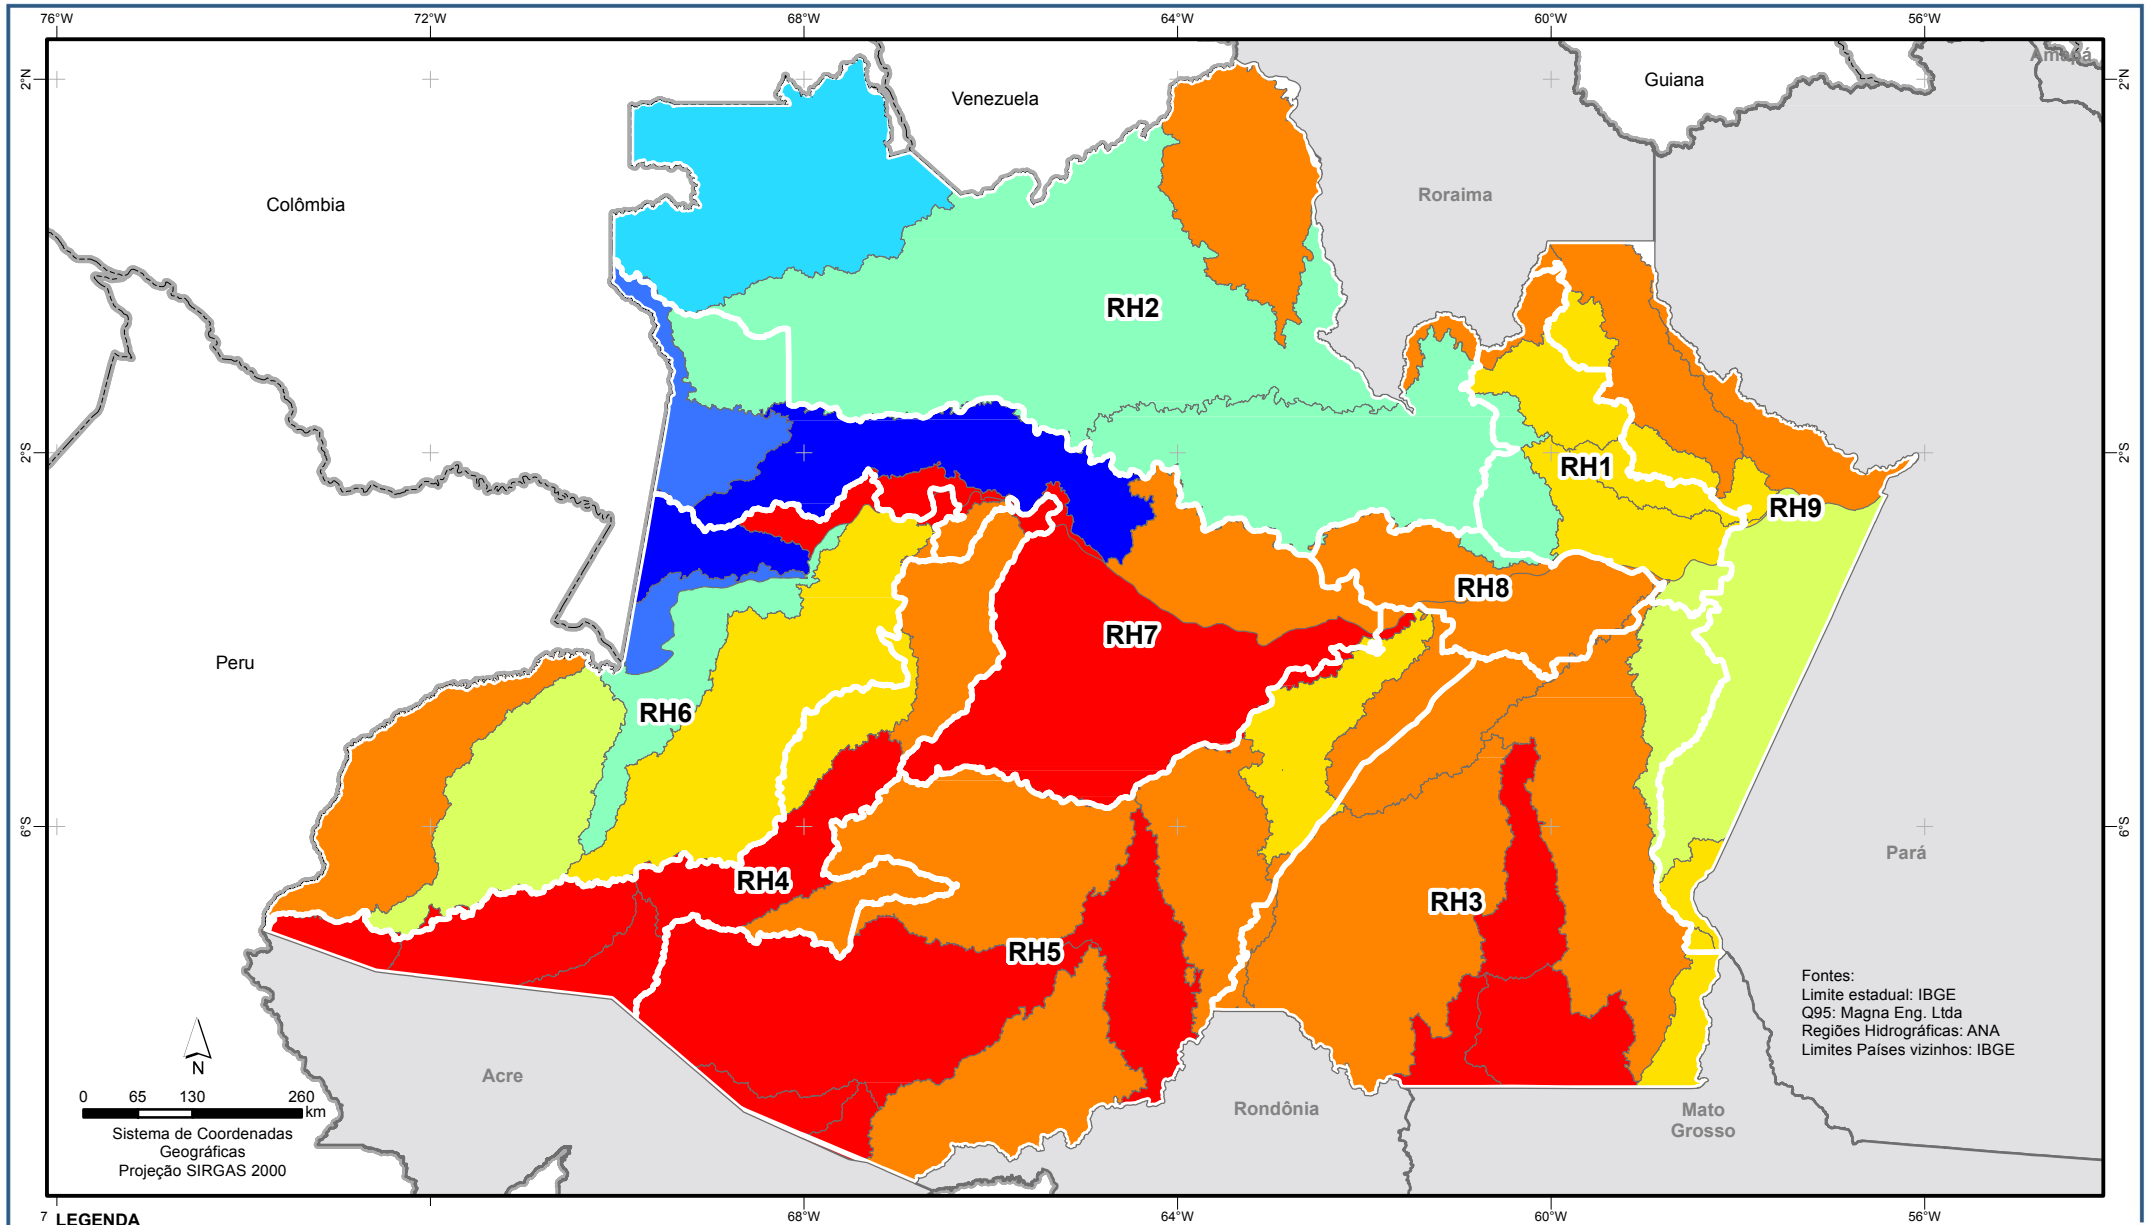 76°W
72°W
68°W
64°W
60°W
56°W
2°N
2°N
Amapá
Guiana
Venezuela
Roraima
Colômbia
RH2
2°S
2°S
RH1
RH9
RH8
RH7
Peru
RH6
6°S
6°S
Pará
RH4
RH3
RH5
Fontes:
Limite estadual: IBGE
Q95: Magna Eng. Ltda
Regiões Hidrográficas: ANA
Limites Países vizinhos: IBGE
N
Acre
0 65 130 260
km
Rondônia
Mato
Grosso
Sistema de Coordenadas
Geográficas
Projeção SIRGAS 2000
7
68°W
64°W
60°W
56°W
LEGENDA